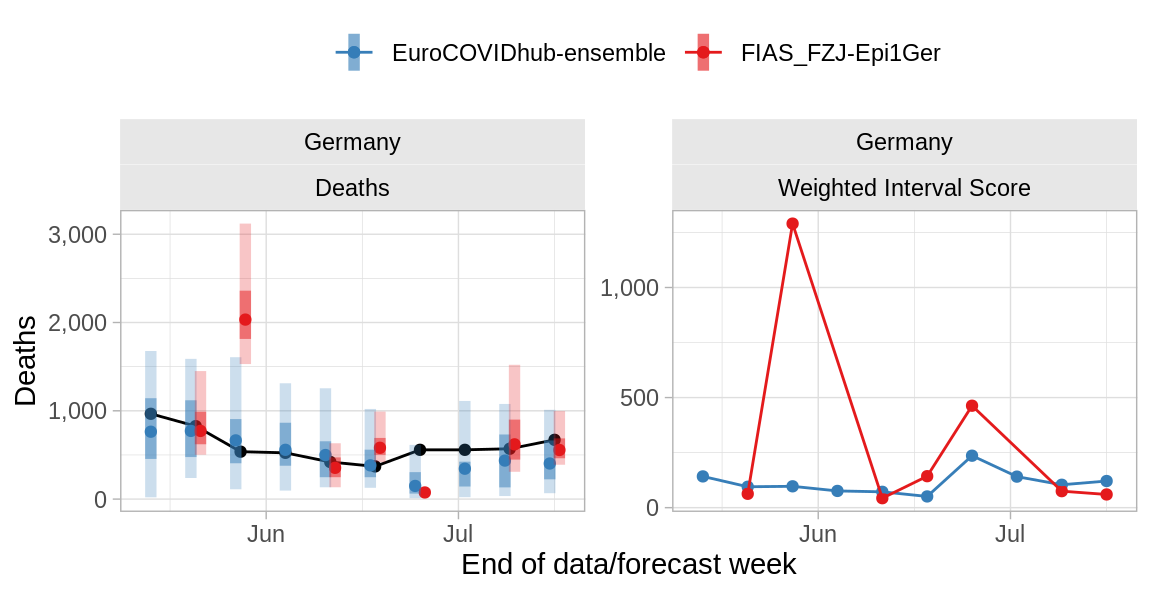 EuroCOVIDhub-ensemble FIAS_FZJ-Epi1Ger
Germany Germany
Deaths Weighted Interval Score
Deaths
3,000
2,000
1,000
0
1,000
500
0
Jun Jul Jun Jul
End of data/forecast week